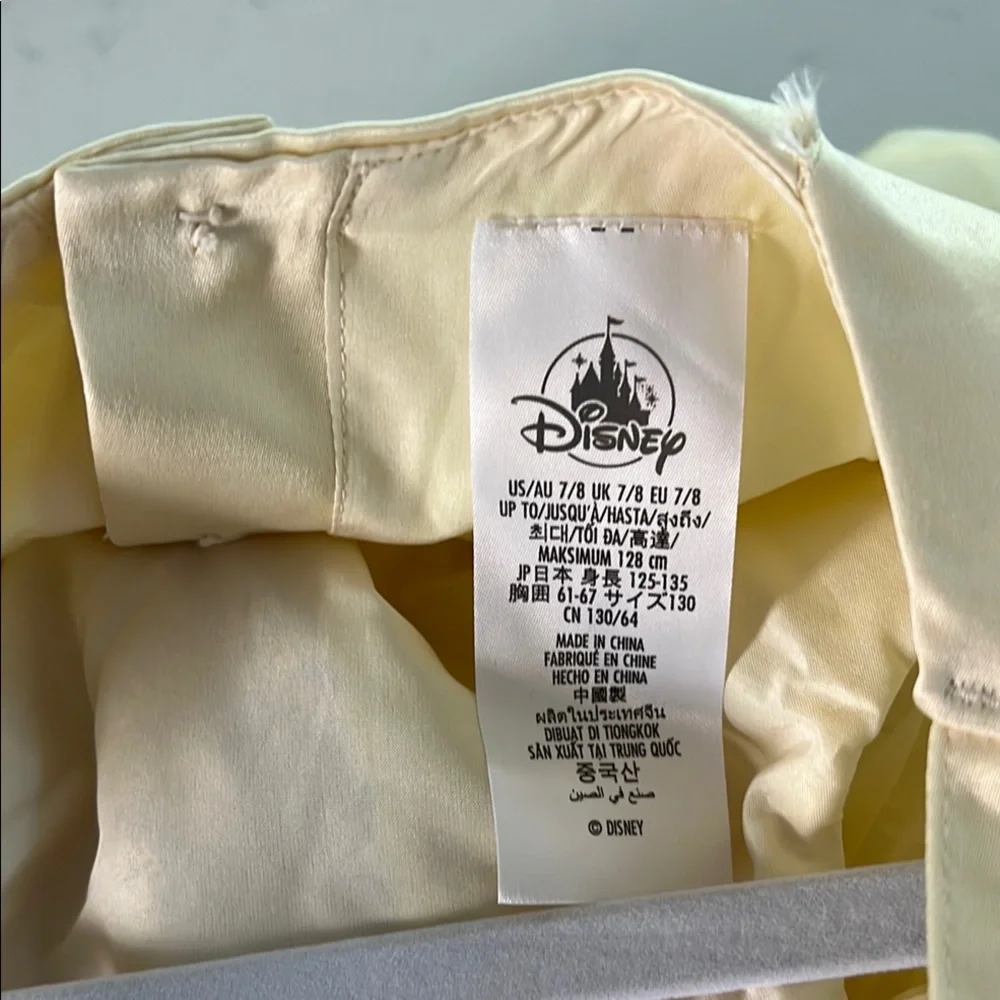 Disney
US/AU 7/8 UK 7/8 EU 7/8
UP TO/JUSQU'À/HASTA/สูงถึง/
최대/TỐI ĐA/高達/
MAKSIMUM 128 cm
JP日本 身長 125-135
胸囲 61-67 サイズ130
CN 130/64
MADE IN CHINA
FABRIQUÉ EN CHINE
HECHO EN CHINA
中國製
ผลิตในประเทศจีน
DIBUAT DI TIONGKOK
SẢN XUẤT TẠI TRUNG QUỐC
중국산
صنع في الصين
© DISNEY